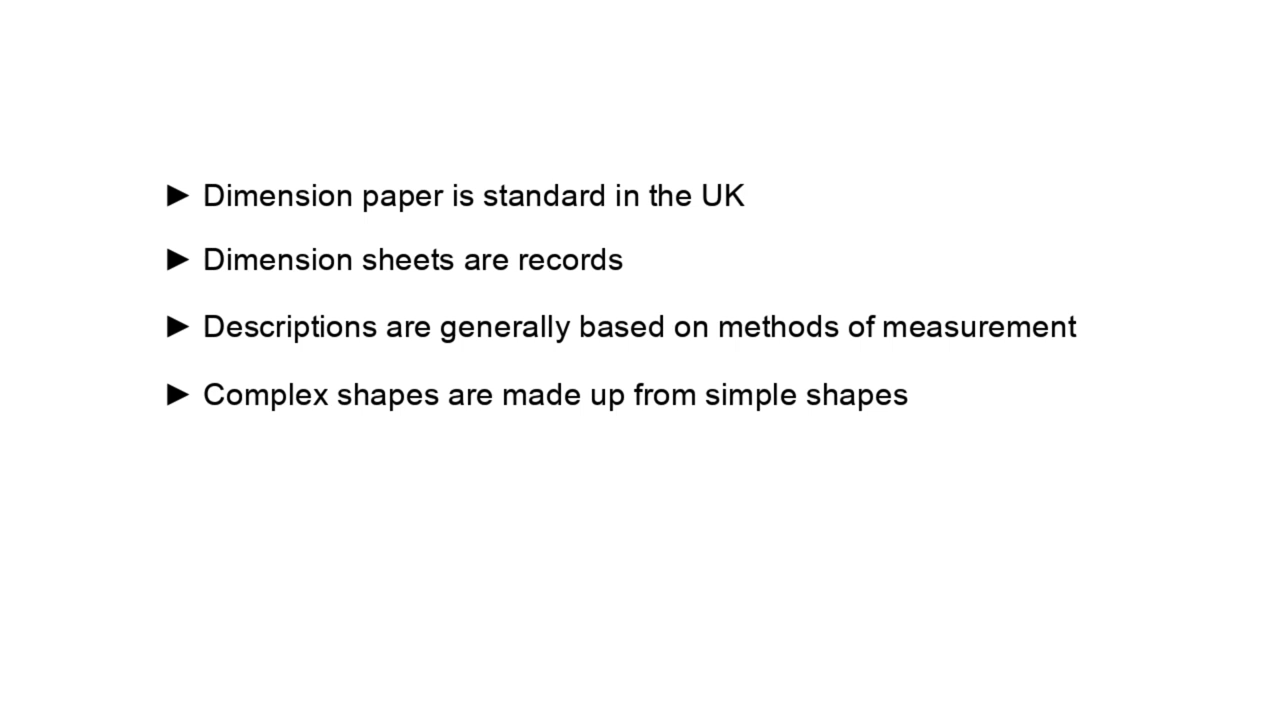 ► Dimension paper is standard in the UK
► Dimension sheets are records
► Descriptions are generally based on methods of measurement
► Complex shapes are made up from simple shapes